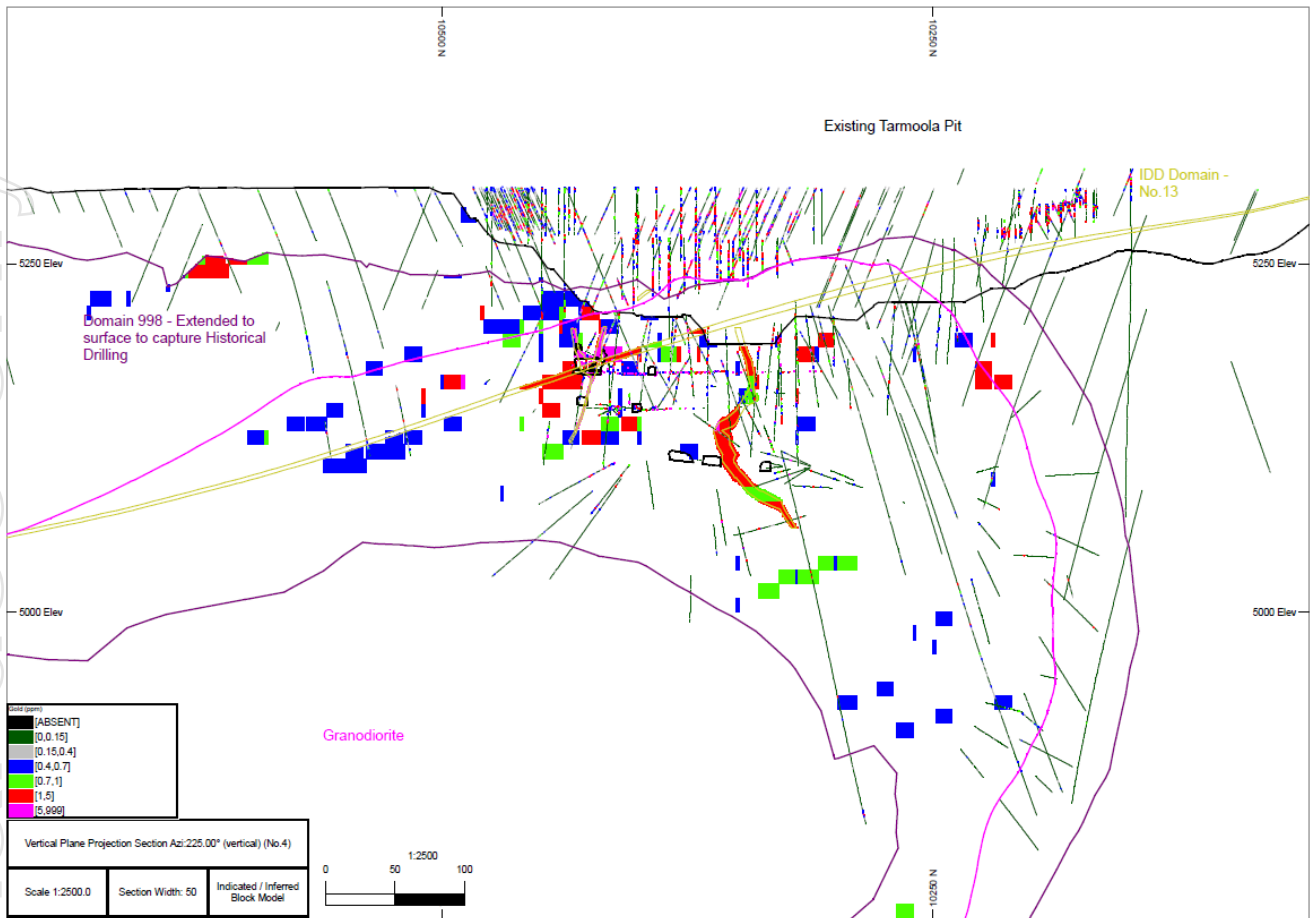 10500 N
10250 N
Existing Tarmoola Pit
IDD Domain -
No.13
5250 Elev
5250 Elev
Domain 998 - Extended to
surface to capture Historical
Drilling
5000 Elev
5000 Elev
Granodiorite
Gold (ppm)
[ABSENT]
[0,0.15]
[0.15,0.4]
[0.4,0.7]
[0.7,1]
[1,5]
[5,999]
Vertical Plane Projection Section Azi:225.00° (vertical) (No.4)
Scale 1:2500.0
Section Width: 50
Indicated / Inferred
Block Model
1:2500
0 50 100
10250 N